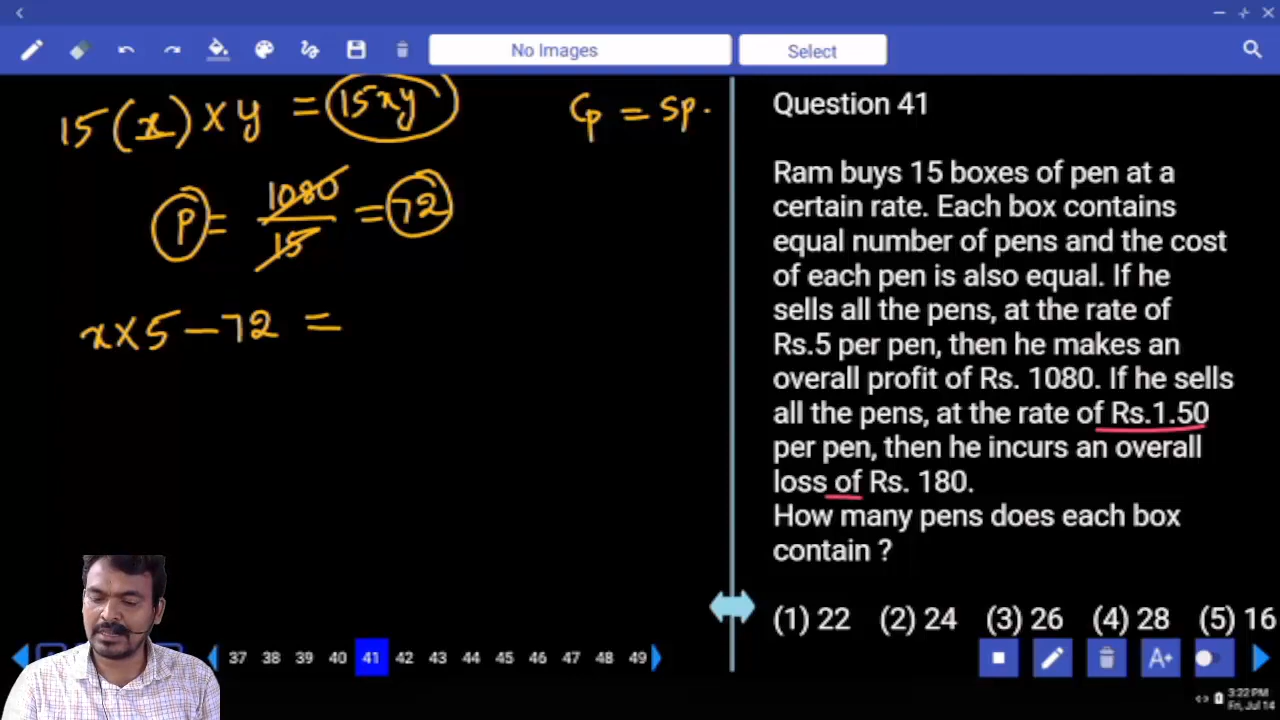 No Images
Select
15(x) × y = 15xy
Cp = Sp.
P = 1080/15 = 72
x × 5 - 72 =
Question 41
Ram buys 15 boxes of pen at a
certain rate. Each box contains
equal number of pens and the cost
of each pen is also equal. If he
sells all the pens, at the rate of
Rs.5 per pen, then he makes an
overall profit of Rs. 1080. If he sells
all the pens, at the rate of Rs.1.50
per pen, then he incurs an overall
loss of Rs. 180.
How many pens does each box
contain ?
(1) 22 (2) 24 (3) 26 (4) 28 (5) 16
37 38 39 40 41 42 43 44 45 46 47 48 49
A+
3:22 PM
Fri, Jul 14